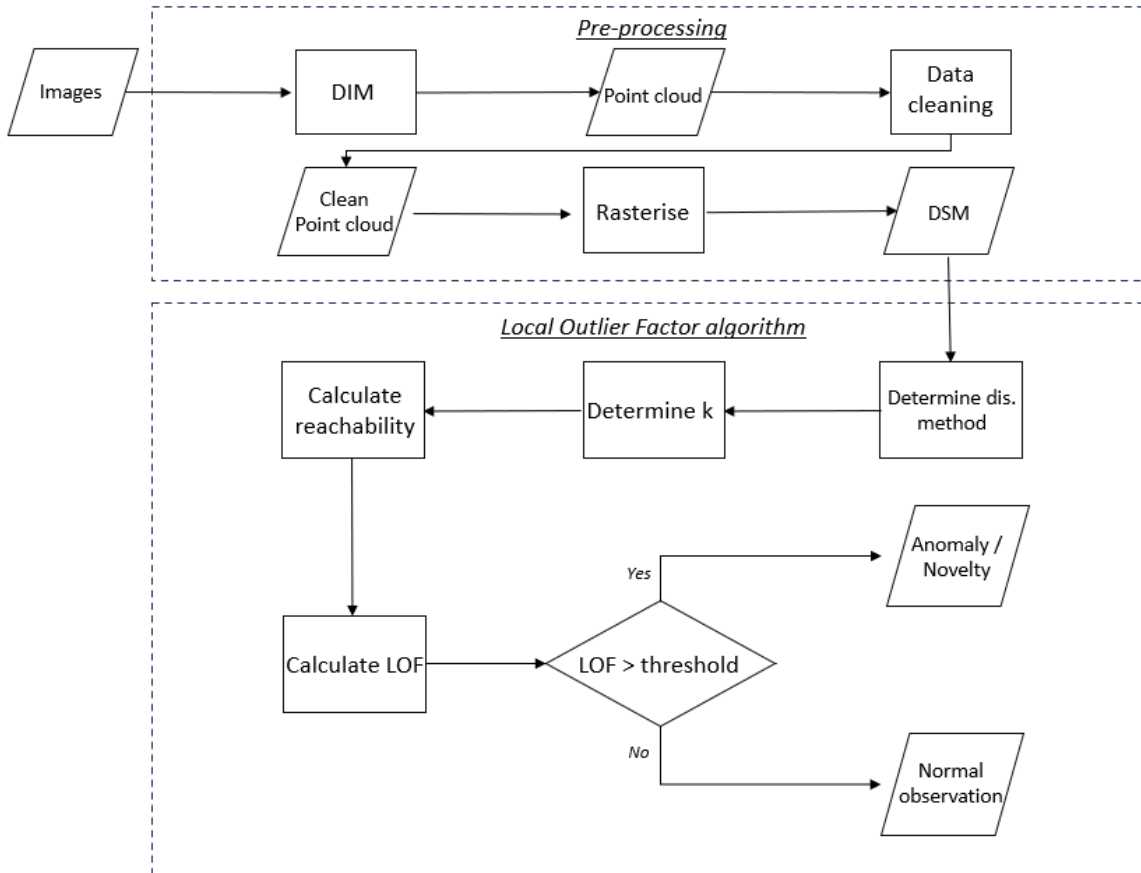 Pre-processing
Images
DIM
Point cloud
Data
cleaning
Clean
Point cloud
Rasterise
DSM
Local Outlier Factor algorithm
Calculate
reachability
Determine k
Determine dis.
method
Anomaly /
Novelty
Yes
Calculate LOF
LOF > threshold
No
Normal
observation